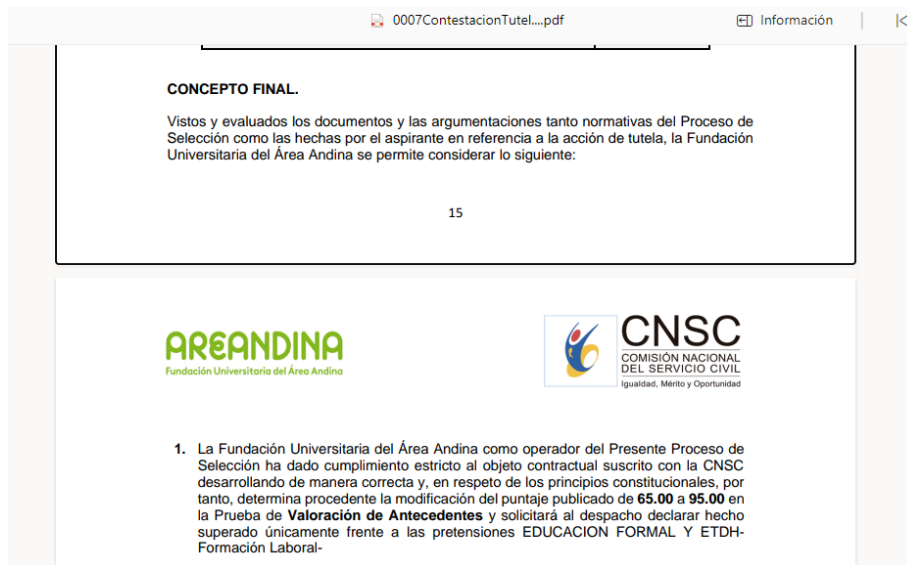 0007ContestacionTutel....pdf
Información
CONCEPTO FINAL.
Vistos y evaluados los documentos y las argumentaciones tanto normativas del Proceso de
Selección como las hechas por el aspirante en referencia a la acción de tutela, la Fundación
Universitaria del Área Andina se permite considerar lo siguiente:
15
AREANDINA
Fundación Universitaria del Área Andina
CNSC
COMISIÓN NACIONAL
DEL SERVICIO CIVIL
Igualdad, Mérito y Oportunidad
1. La Fundación Universitaria del Área Andina como operador del Presente Proceso de
Selección ha dado cumplimiento estricto al objeto contractual suscrito con la CNSC
desarrollando de manera correcta y, en respeto de los principios constitucionales, por
tanto, determina procedente la modificación del puntaje publicado de 65.00 a 95.00 en
la Prueba de Valoración de Antecedentes y solicitará al despacho declarar hecho
superado únicamente frente a las pretensiones EDUCACION FORMAL Y ETDH-
Formación Laboral-